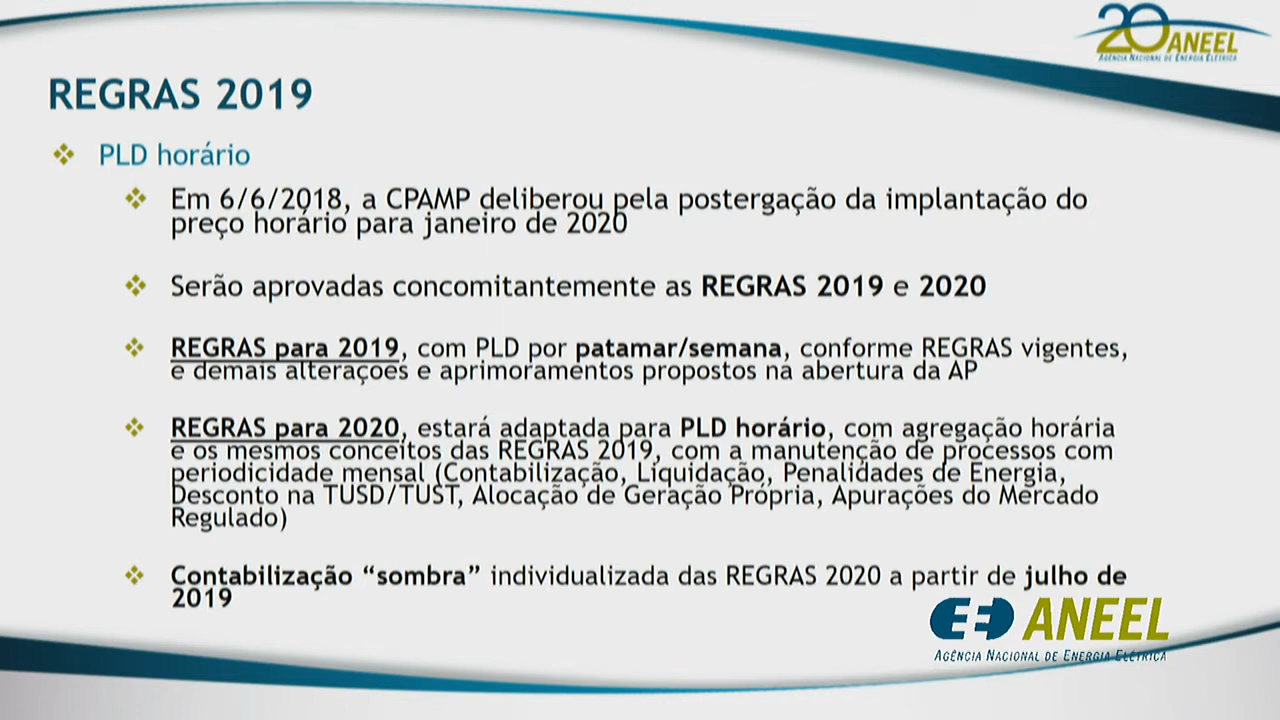 20 ANEEL
AGÊNCIA NACIONAL DE ENERGIA ELÉTRICA
REGRAS 2019
PLD horário
Em 6/6/2018, a CPAMP deliberou pela postergação da implantação do
preço horário para janeiro de 2020
Serão aprovadas concomitantemente as REGRAS 2019 e 2020
REGRAS para 2019, com PLD por patamar/semana, conforme REGRAS vigentes,
e demais alterações e aprimoramentos propostos na abertura da AP
REGRAS para 2020, estará adaptada para PLD horário, com agregação horária
e os mesmos conceitos das REGRAS 2019, com a manutenção de processos com
periodicidade mensal (Contabilização, Liquidação, Penalidades de Energia,
Desconto na TUSD/TUST, Alocação de Geração Própria, Apurações do Mercado
Regulado)
Contabilização “sombra” individualizada das REGRAS 2020 a partir de julho de
2019
ANEEL
AGÊNCIA NACIONAL DE ENERGIA ELÉTRICA